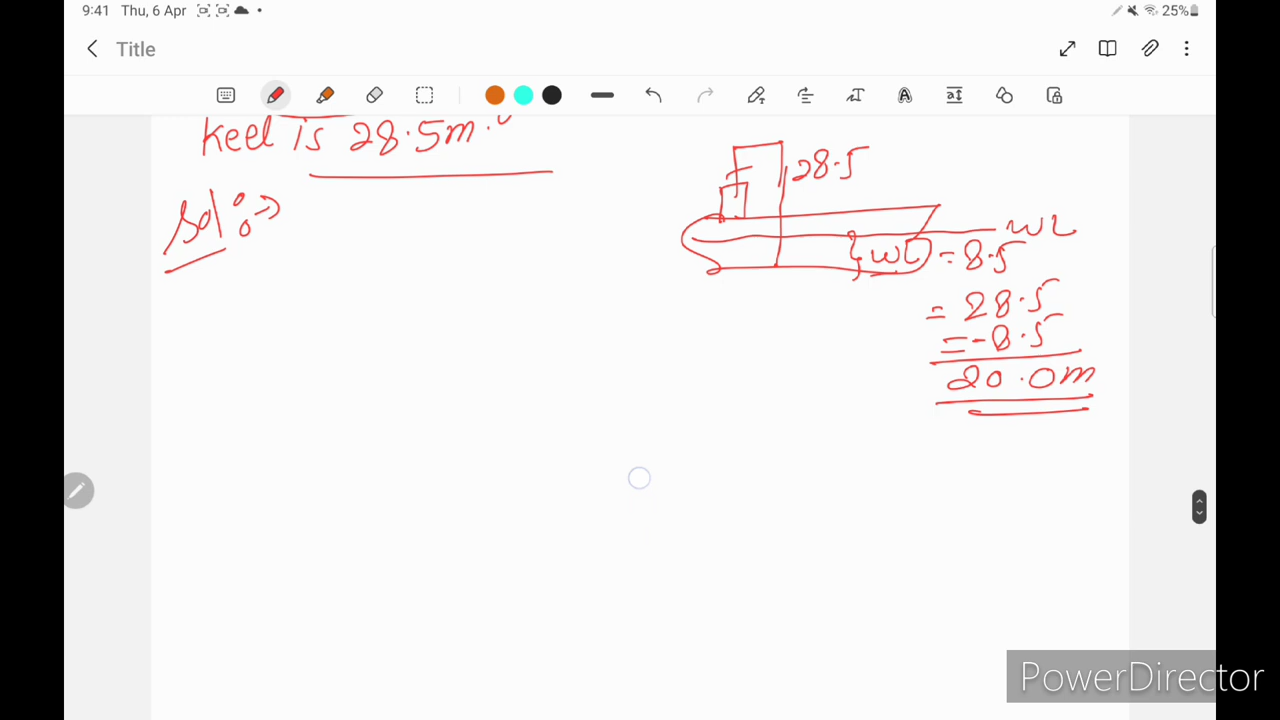 9:41 Thu, 6 Apr
25%
Title
keel is 28.5m.
Sol :->
28.5
WL
WL = 8.5
= 28.5
= - 8.5
20.0m
PowerDirector